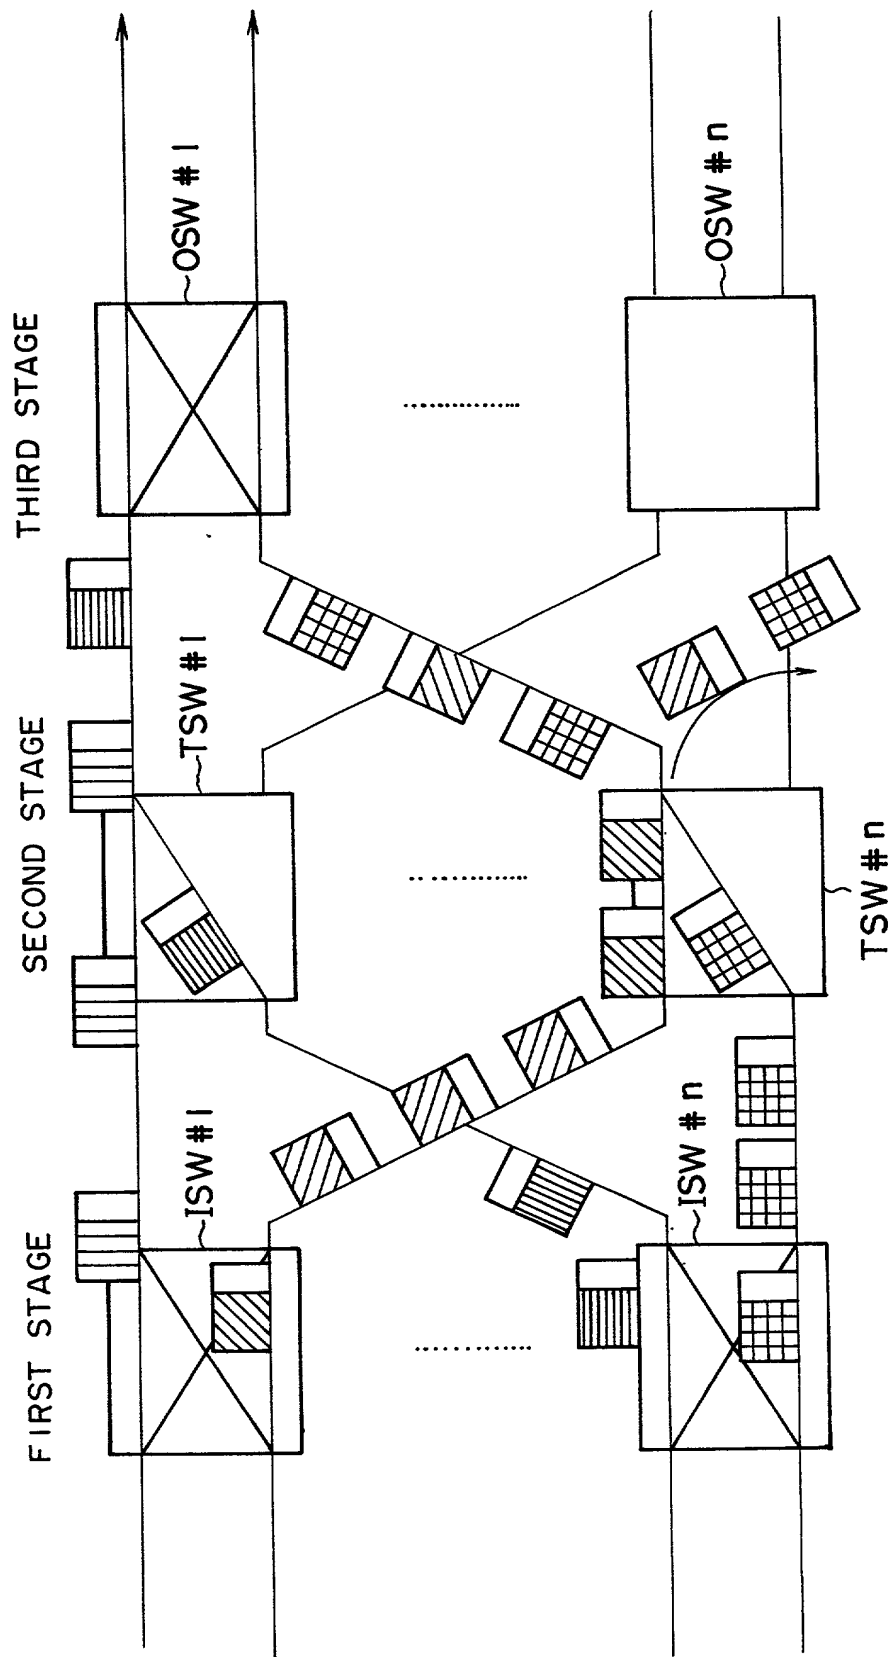 FIRST STAGE
SECOND STAGE
THIRD STAGE
ISW #1
TSW #1
OSW #1
ISW #n
TSW #n
OSW #n